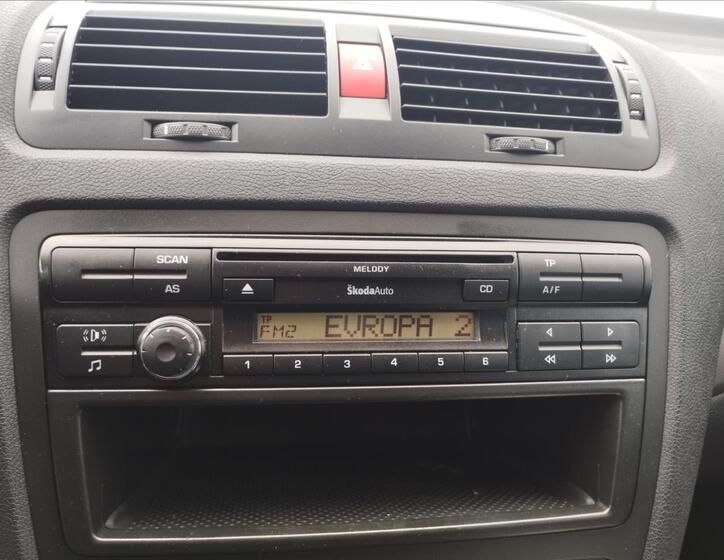 SCAN
AS
MELODY
ŠkodaAuto
CD
TP
A/F
TP
FM2 EVROPA 2
1 2 3 4 5 6